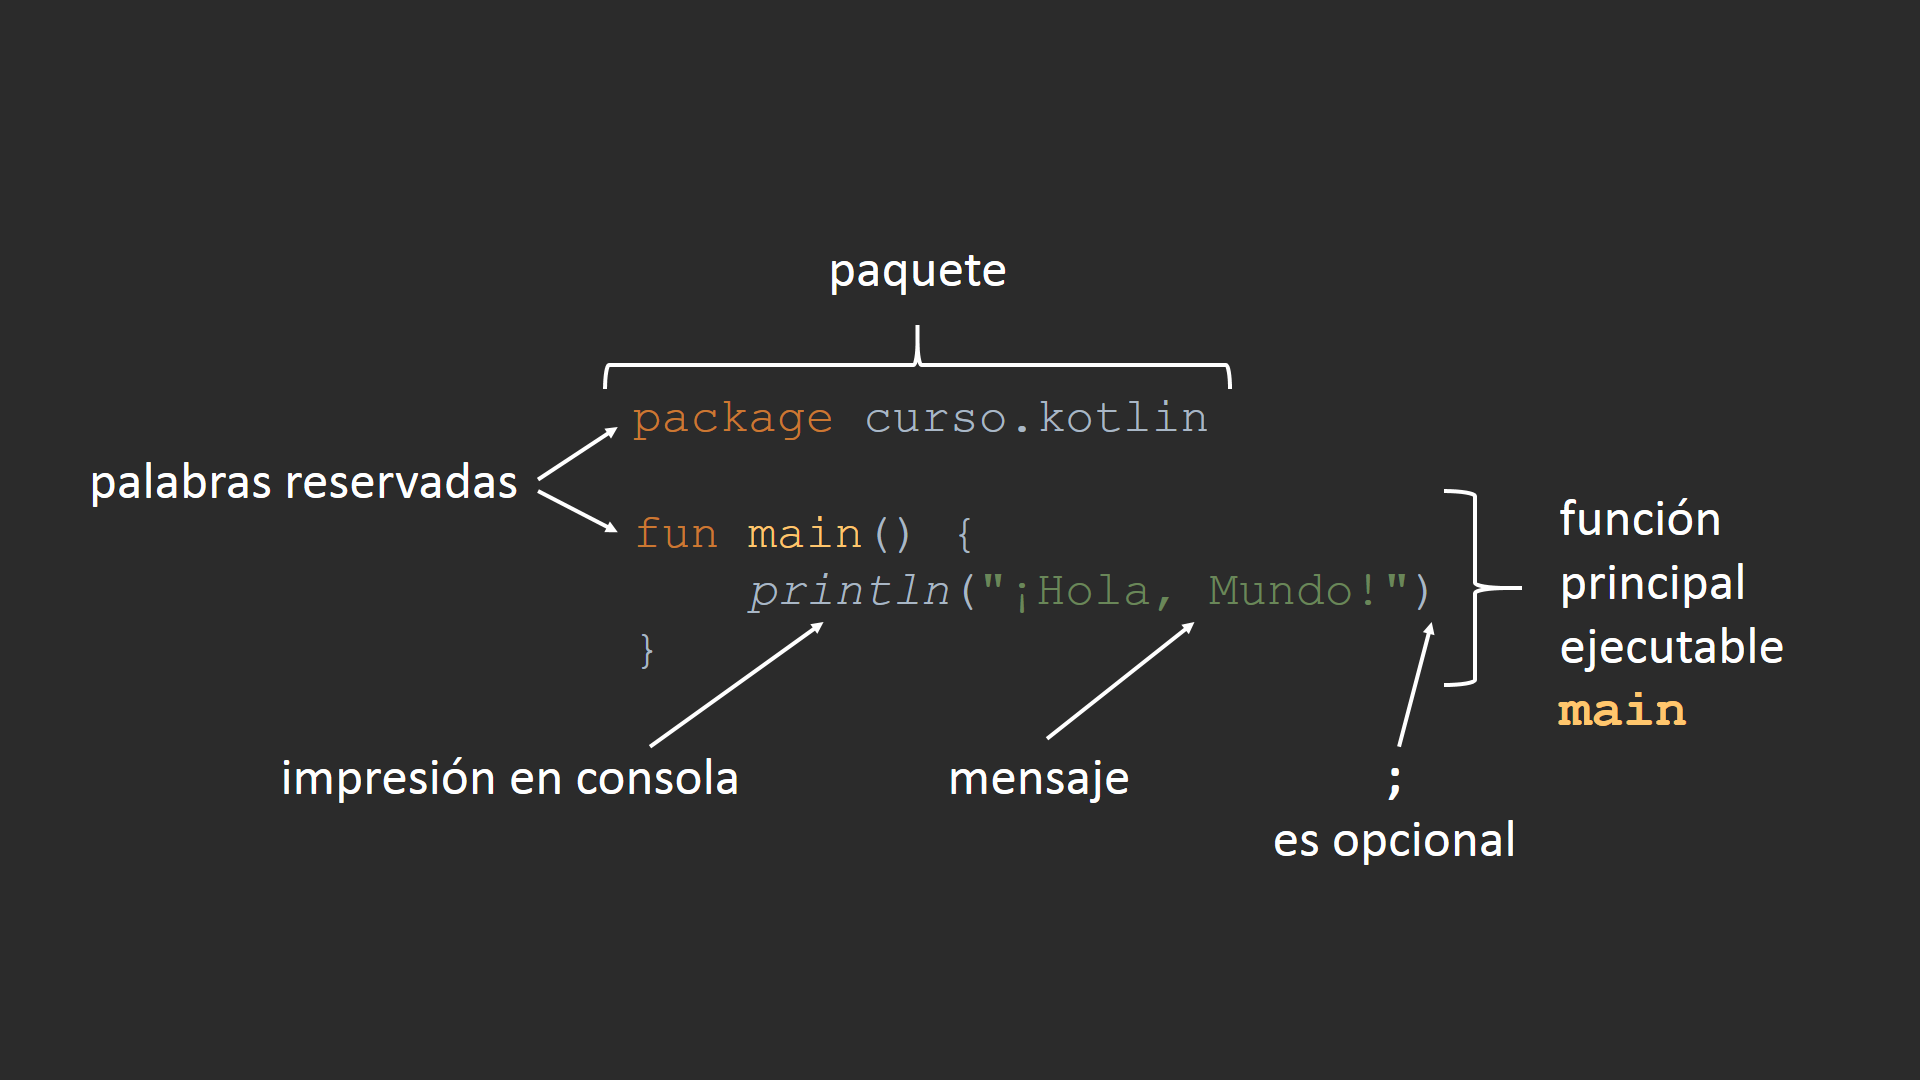 paquete
package curso.kotlin
palabras reservadas
fun main() {
println("¡Hola, Mundo!")
}
función
principal
ejecutable
main
impresión en consola
mensaje
;
es opcional